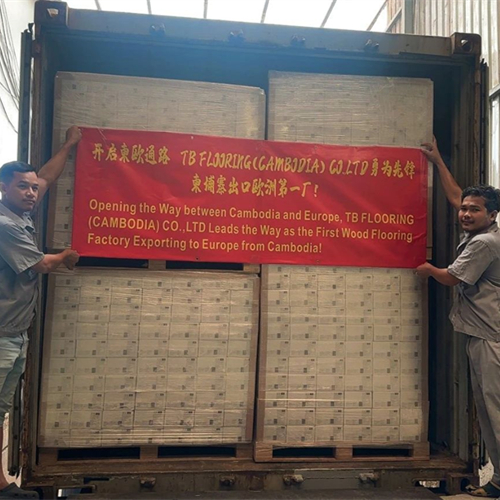 开启東欧通路 TB FLOORING(CAMBODIA) CO.LTD 勇为先锋
柬埔寨出口欧洲第一厂！
Opening the Way between Cambodia and Europe, TB FLOORING
(CAMBODIA) CO.,LTD Leads the Way as the First Wood Flooring
Factory Exporting to Europe from Cambodia!